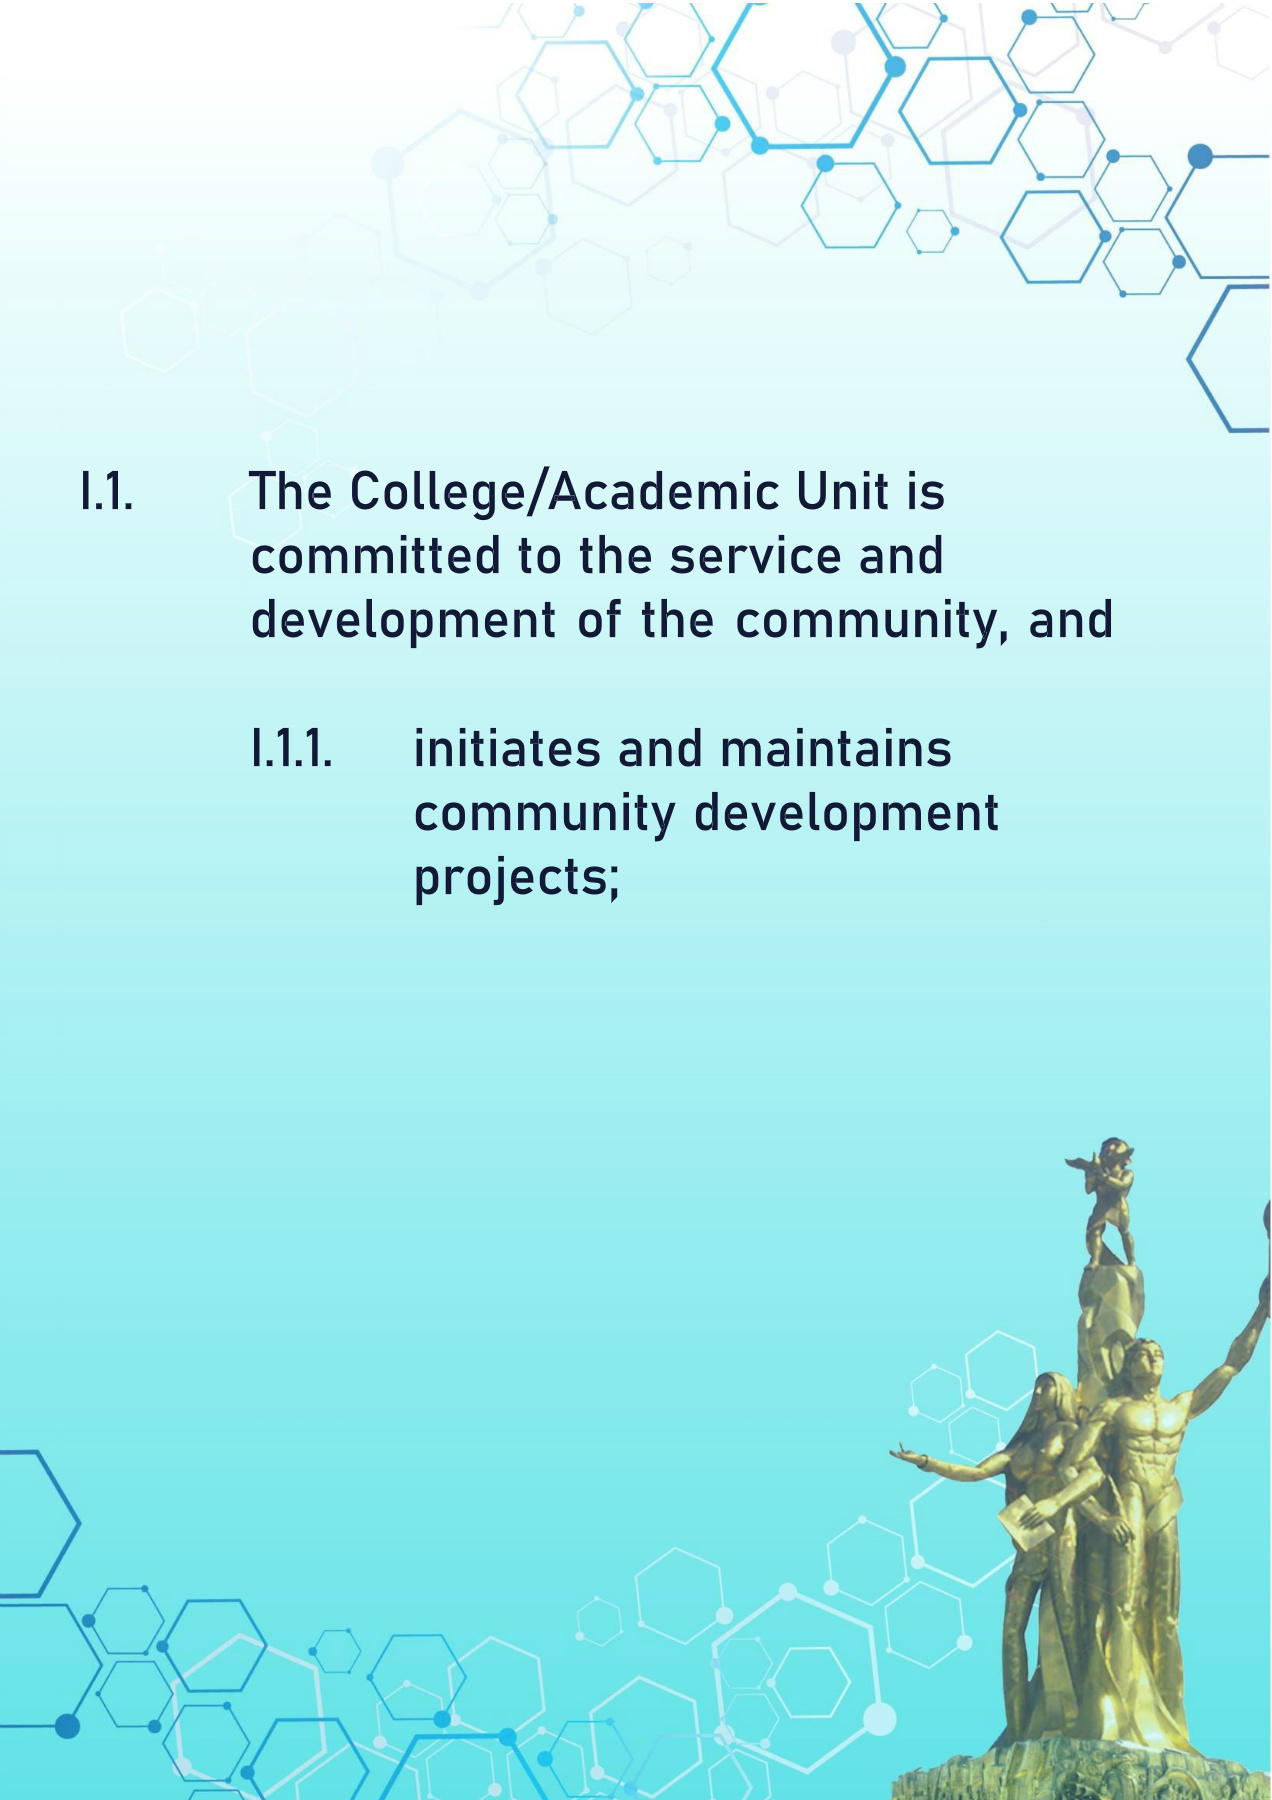 I.1. The College/Academic Unit is
committed to the service and
development of the community, and
I.1.1. initiates and maintains
community development
projects;